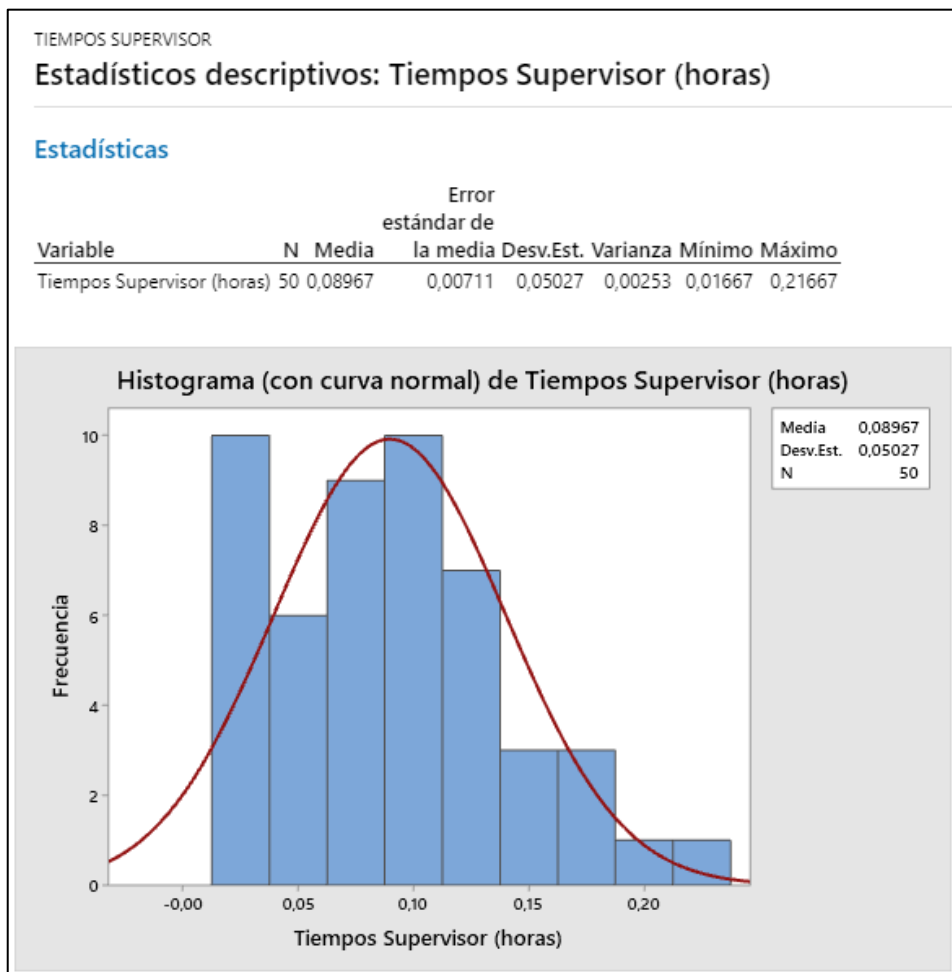 TIEMPOS SUPERVISOR
Estadísticos descriptivos: Tiempos Supervisor (horas)
Estadísticas
Error
estándar de
Variable N Media la media Desv.Est. Varianza Mínimo Máximo
Tiempos Supervisor (horas) 50 0,08967 0,00711 0,05027 0,00253 0,01667 0,21667
Histograma (con curva normal) de Tiempos Supervisor (horas)
Media 0,08967
Desv.Est. 0,05027
N 50
10
8
6
4
2
0
Frecuencia
-0,00 0,05 0,10 0,15 0,20
Tiempos Supervisor (horas)